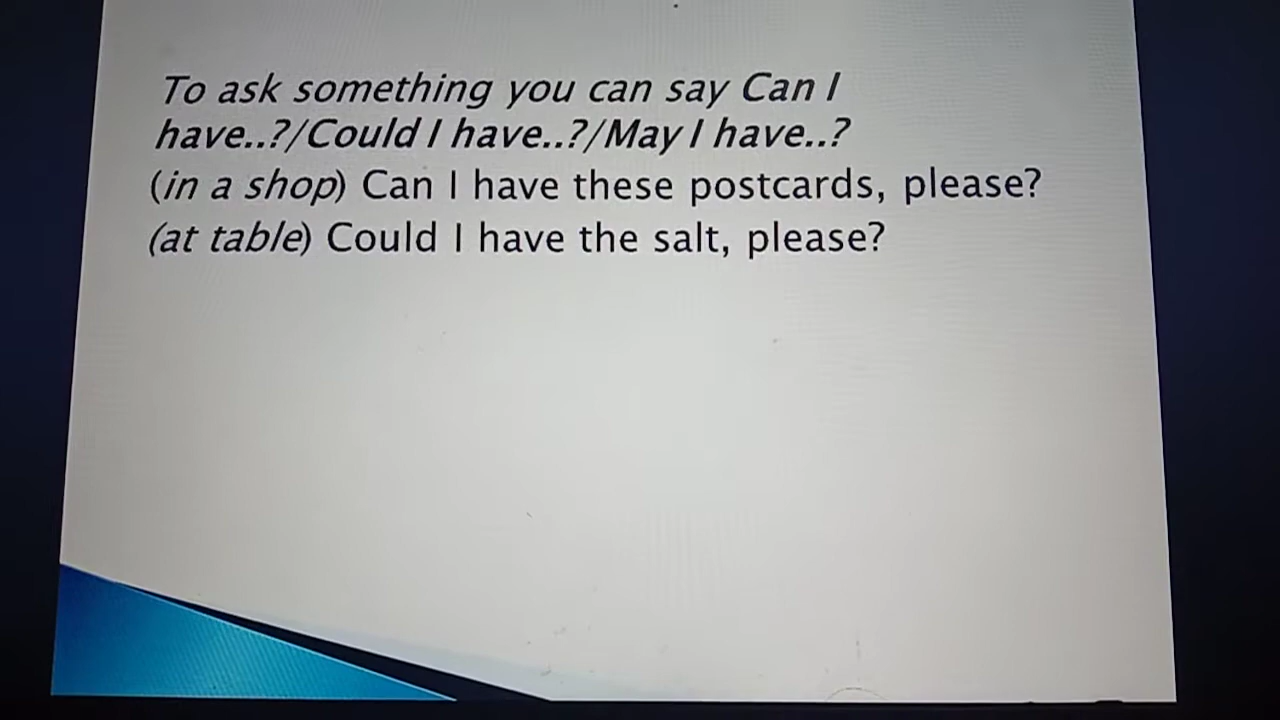 To ask something you can say Can I
have..?/Could I have..?/May I have..?
(in a shop) Can I have these postcards, please?
(at table) Could I have the salt, please?